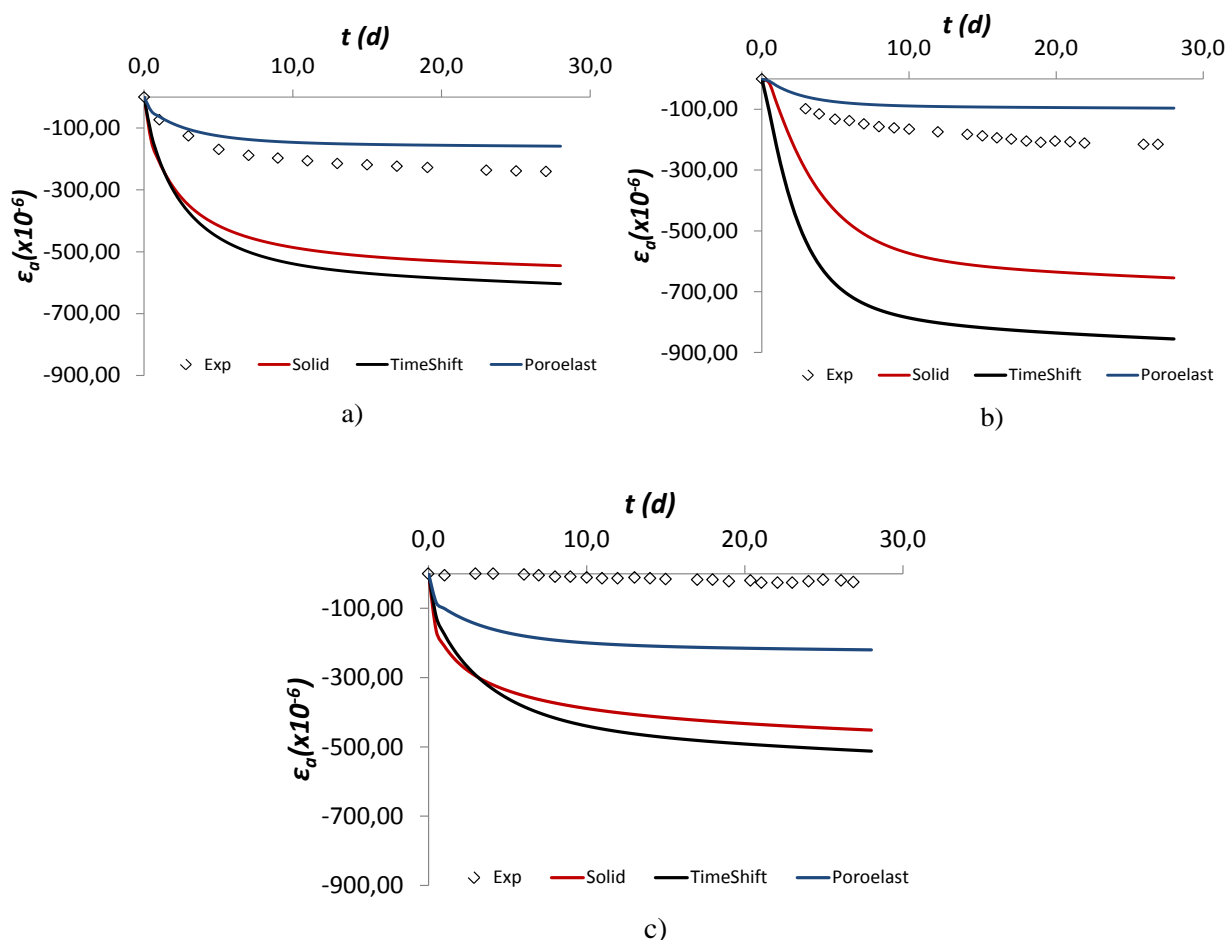 t (d)
0,0 10,0 20,0 30,0
-100,00
-300,00
-500,00
-700,00
-900,00
εa(x10-6)
Exp Solid TimeShift Poroelast
a)
t (d)
0,0 10,0 20,0 30,0
-100,00
-300,00
-500,00
-700,00
-900,00
εa(x10-6)
Exp Solid TimeShift Poroelast
b)
t (d)
0,0 10,0 20,0 30,0
-100,00
-300,00
-500,00
-700,00
-900,00
εa(x10-6)
Exp Solid TimeShift Poroelast
c)